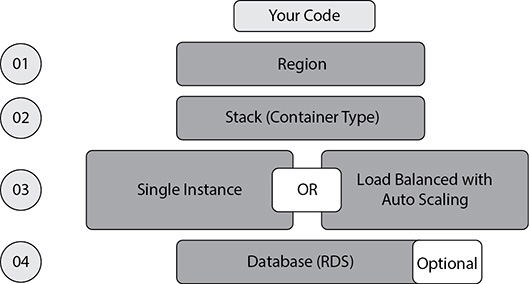 Your Code
01
Region
02
Stack (Container Type)
03
Single Instance
OR
Load Balanced with
Auto Scaling
04
Database (RDS)
Optional